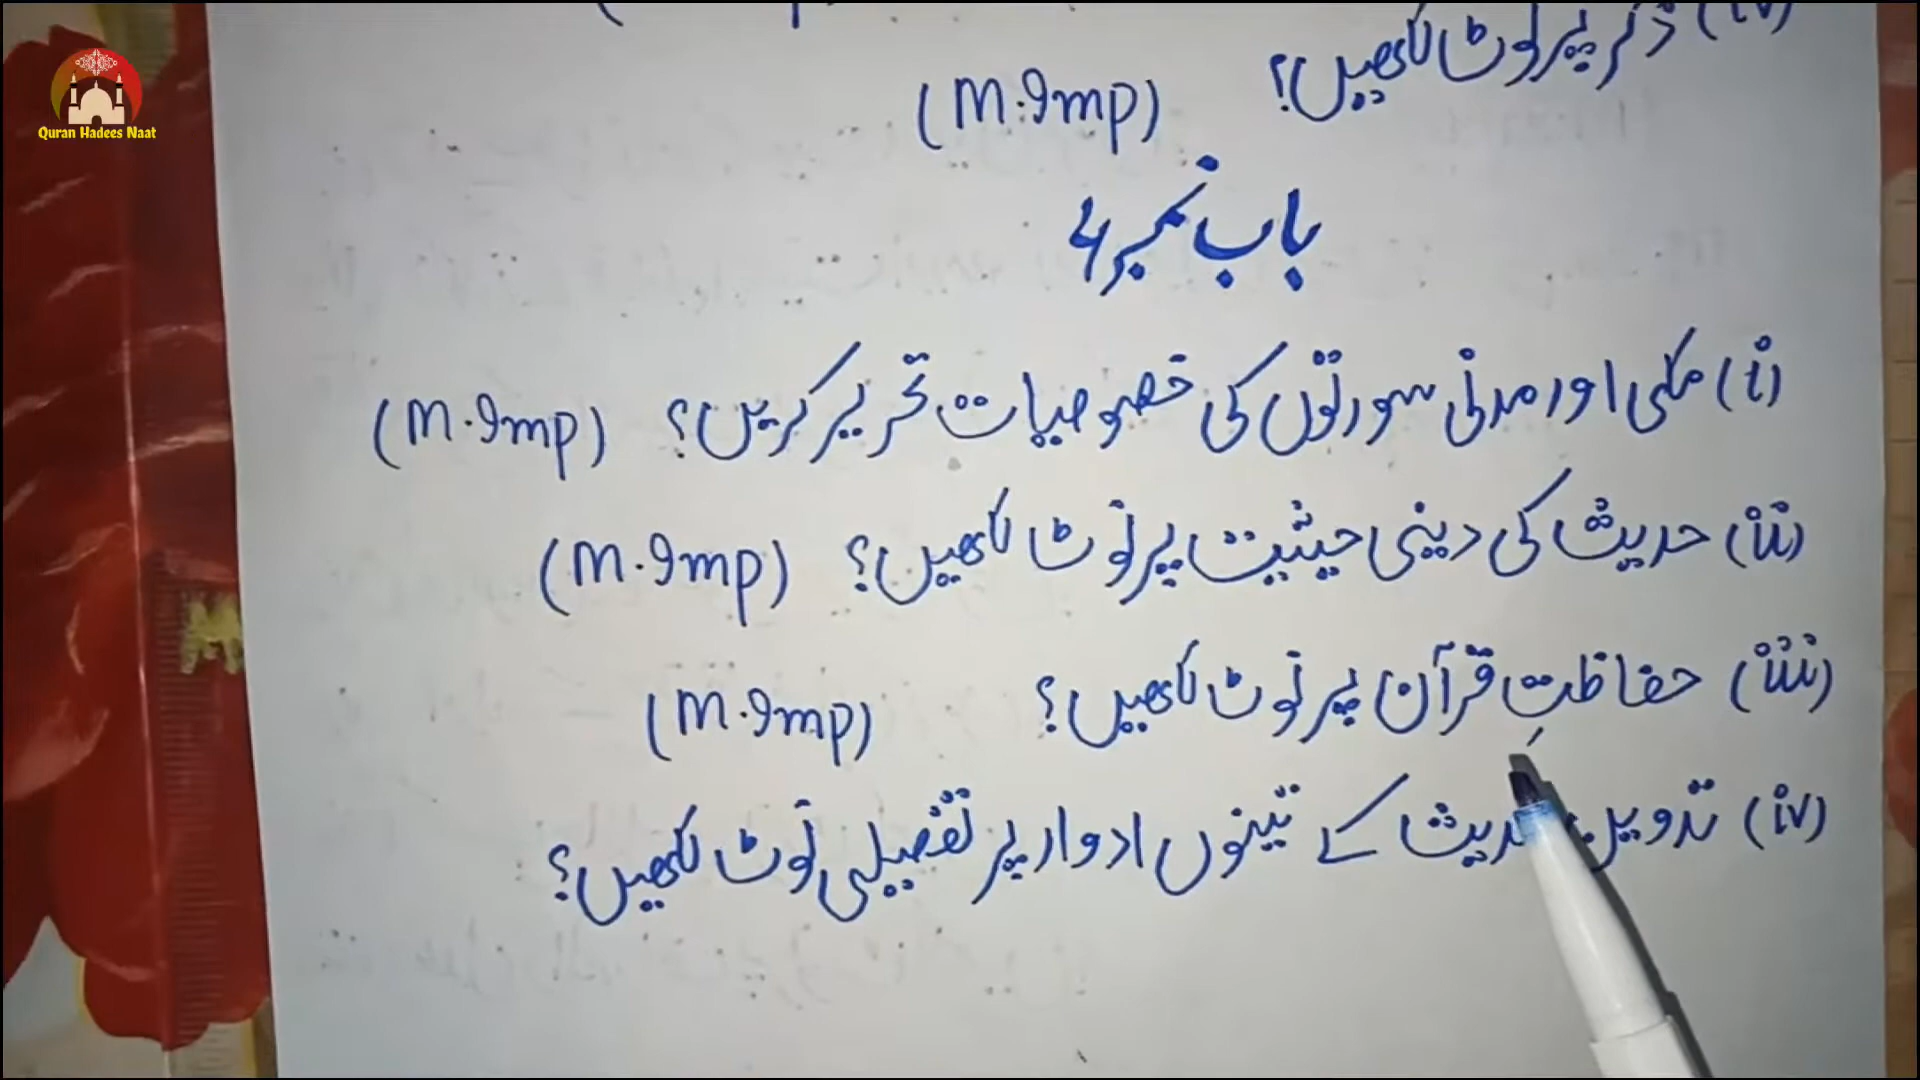 Quran Hadees Naat
(iv) ذکر پر نوٹ لکھیں؟ (M.Imp)
باب نمبر 4
(i) مکی اور مدنی سورتوں کی خصوصیات تحریر کریں؟ (M.Imp)
(ii) حدیث کی دینی حیثیت پر نوٹ لکھیں؟ (M.Imp)
(iii) حفاظتِ قرآن پر نوٹ لکھیں؟ (M.Imp)
(iv) تدوین حدیث کے تینوں ادوار پر تفصیلی نوٹ لکھیں؟